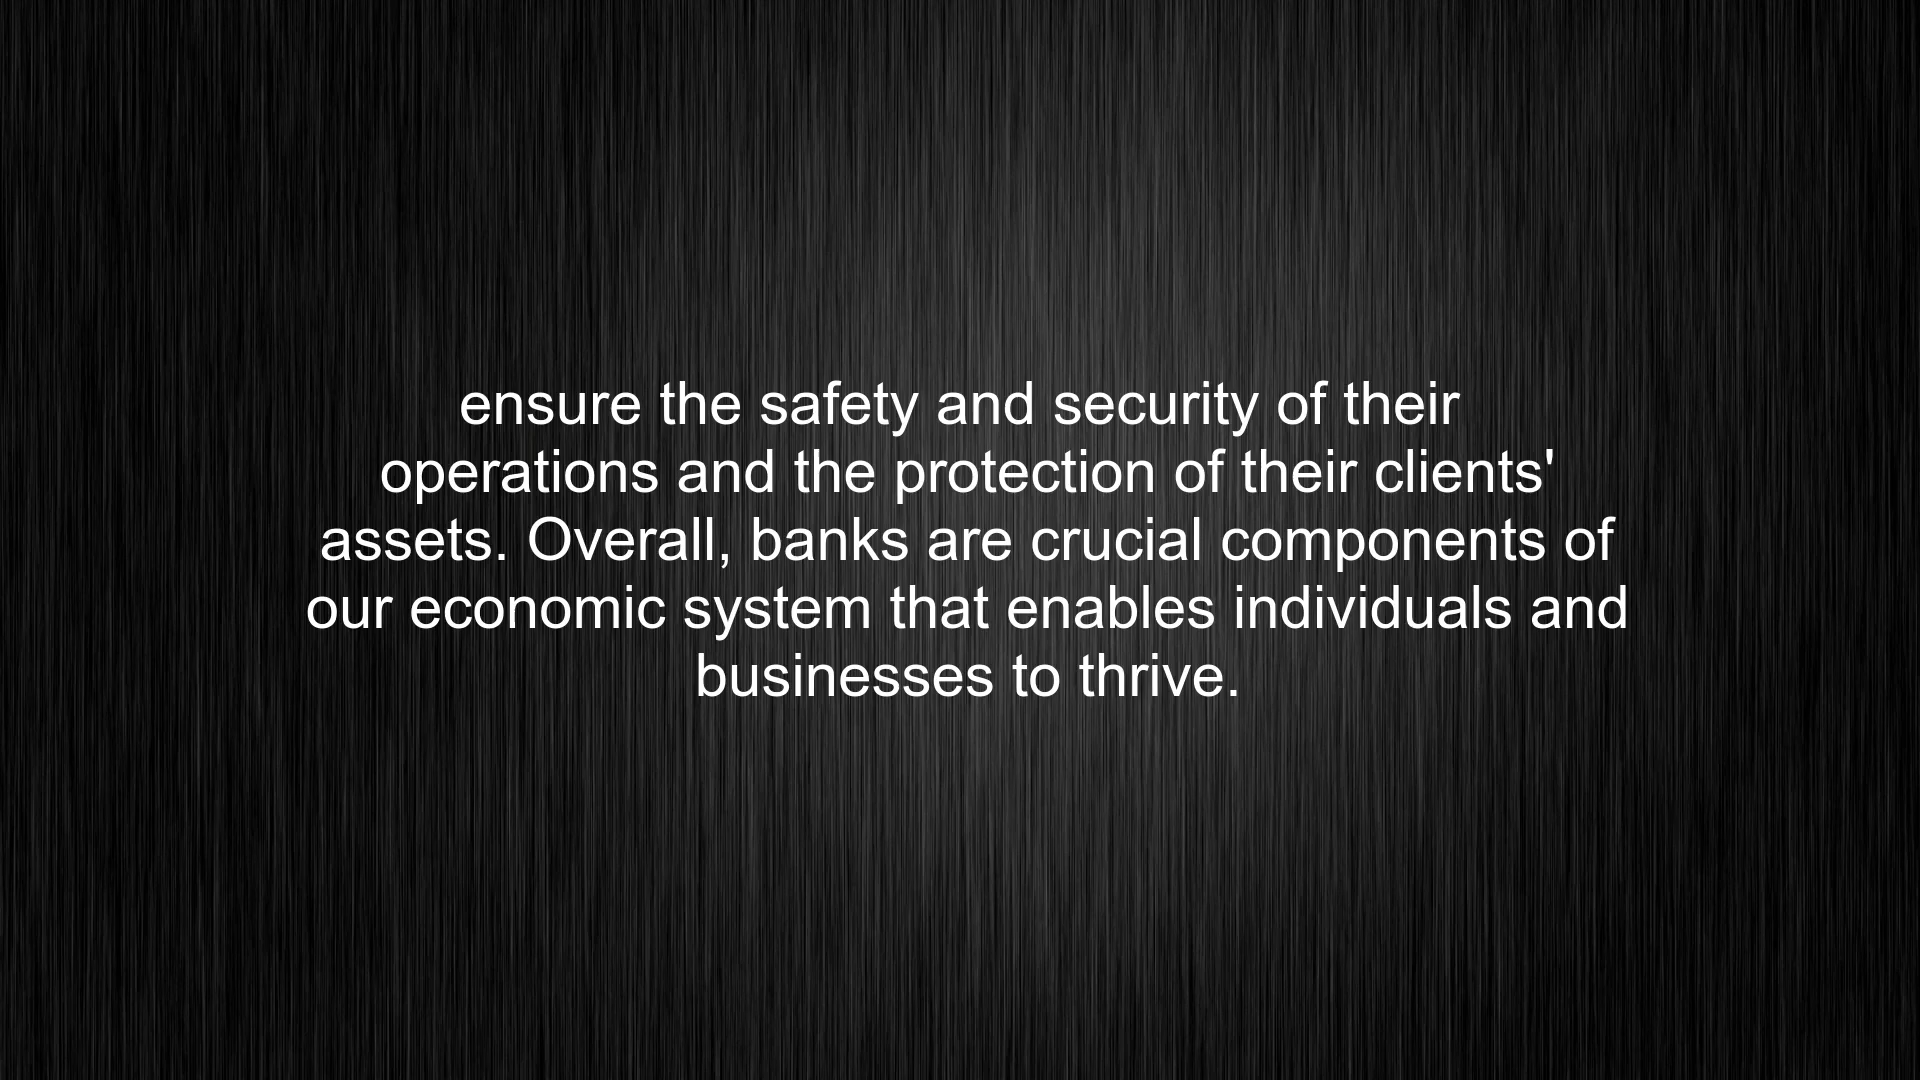 ensure the safety and security of their
operations and the protection of their clients'
assets. Overall, banks are crucial components of
our economic system that enables individuals and
businesses to thrive.